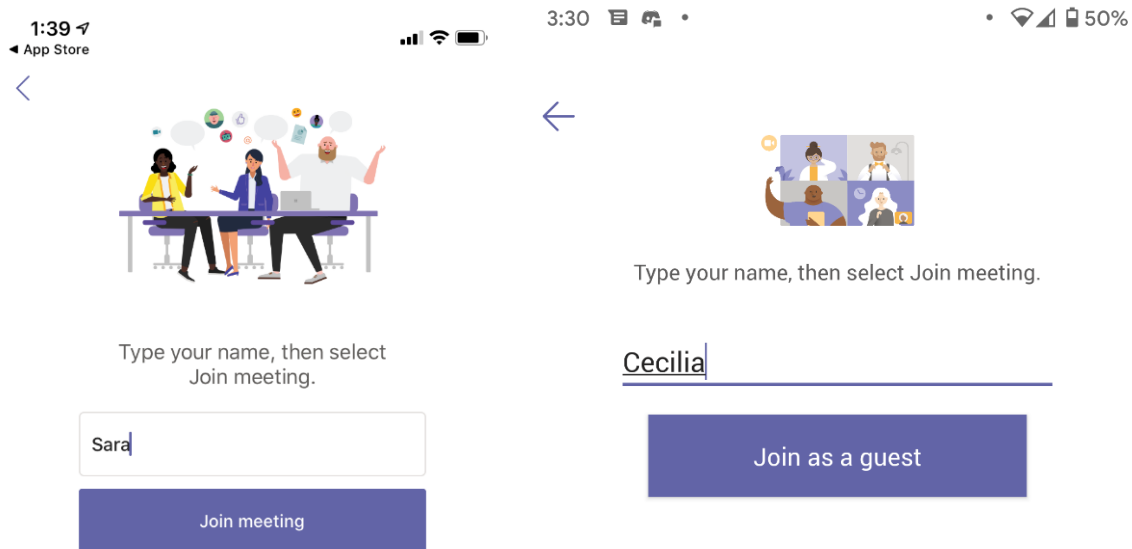 1:39
◀ App Store
Type your name, then select
Join meeting.
Sara
Join meeting
3:30
50%
Type your name, then select Join meeting.
Cecilia
Join as a guest